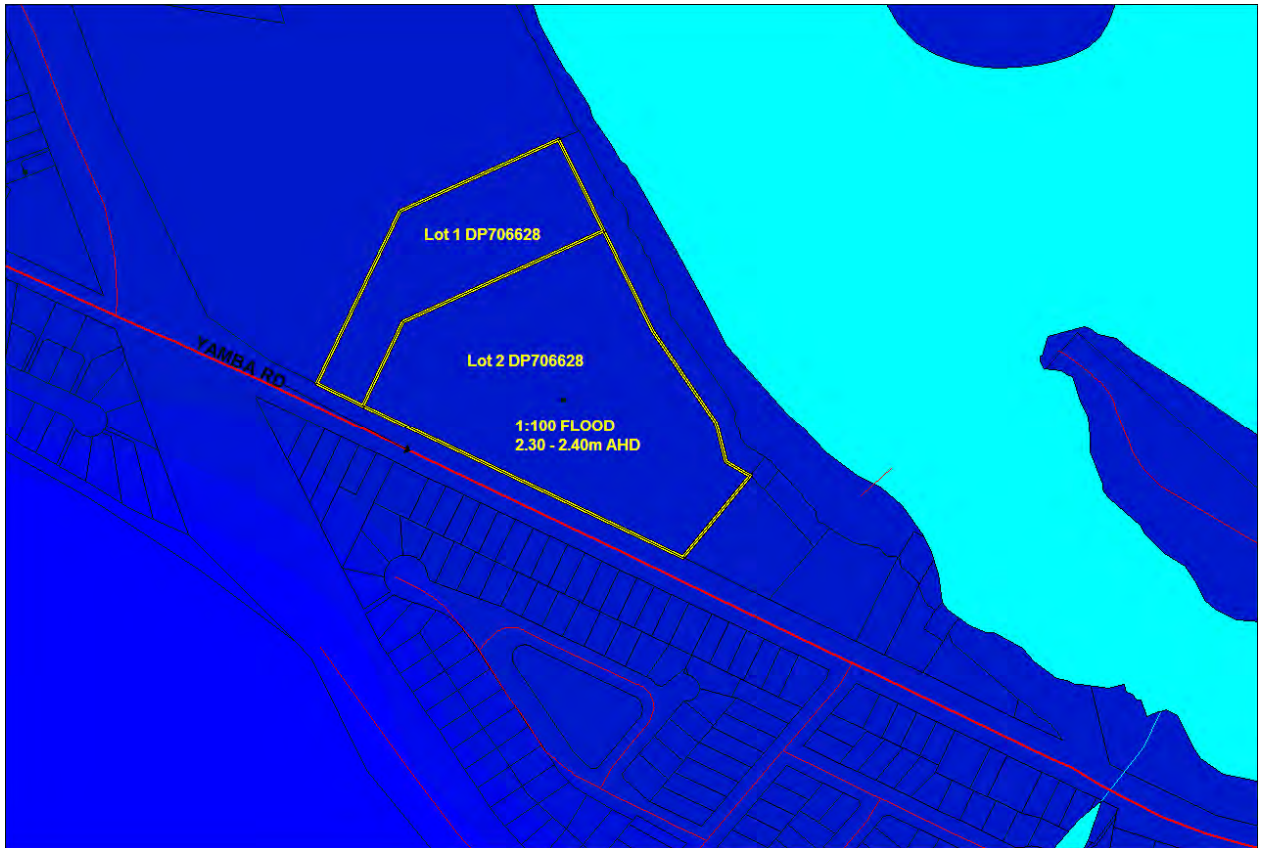 Lot 1 DP706628
YAMBA RD
Lot 2 DP706628
1:100 FLOOD
2.30 - 2.40m AHD